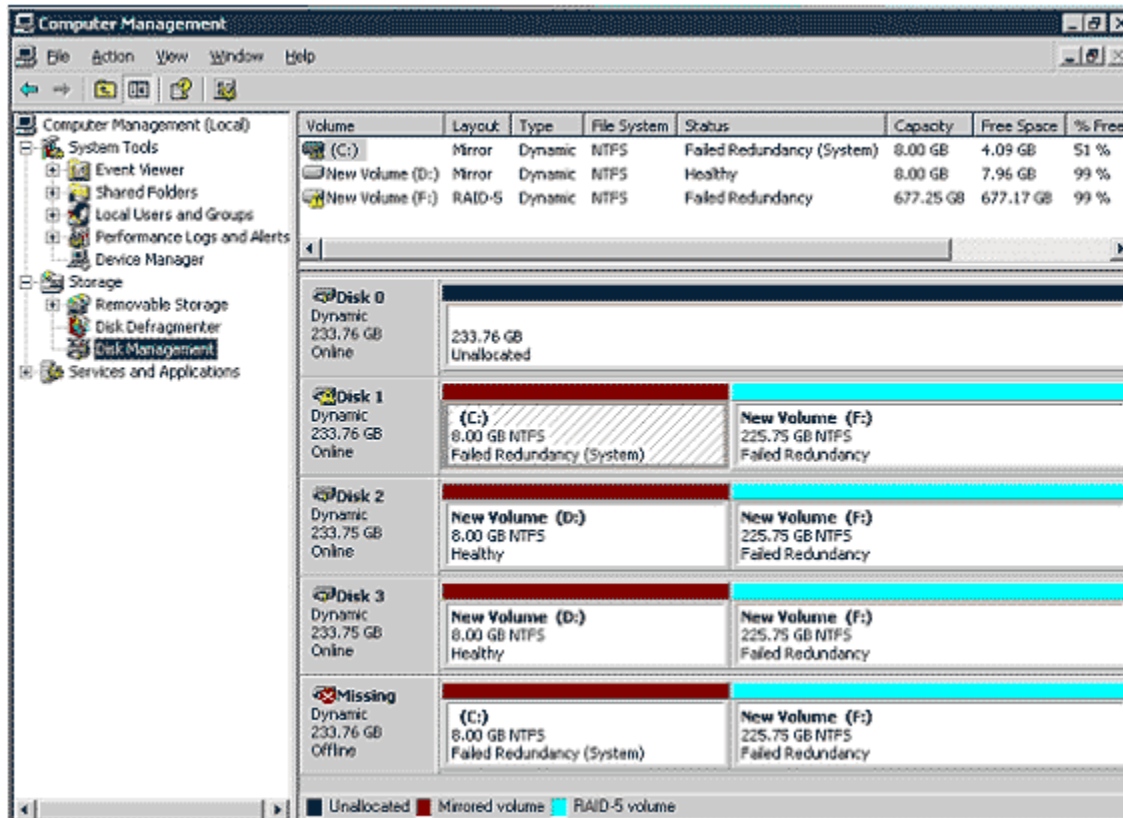 Computer Management
File Action View Window Help
Computer Management (Local)
System Tools
Event Viewer
Shared Folders
Local Users and Groups
Performance Logs and Alerts
Device Manager
Storage
Removable Storage
Disk Defragmenter
Disk Management
Services and Applications
Volume Layout Type File System Status Capacity Free Space % Free
(C:) Mirror Dynamic NTFS Failed Redundancy (System) 8.00 GB 4.09 GB 51 %
New Volume (D:) Mirror Dynamic NTFS Healthy 8.00 GB 7.96 GB 99 %
New Volume (F:) RAID-5 Dynamic NTFS Failed Redundancy 677.25 GB 677.17 GB 99 %
Disk 0
Dynamic
233.76 GB
Online
233.76 GB
Unallocated
Disk 1
Dynamic
233.76 GB
Online
(C:)
8.00 GB NTFS
Failed Redundancy (System)
New Volume (F:)
225.75 GB NTFS
Failed Redundancy
Disk 2
Dynamic
233.75 GB
Online
New Volume (D:)
8.00 GB NTFS
Healthy
New Volume (F:)
225.75 GB NTFS
Failed Redundancy
Disk 3
Dynamic
233.75 GB
Online
New Volume (D:)
8.00 GB NTFS
Healthy
New Volume (F:)
225.75 GB NTFS
Failed Redundancy
Missing
Dynamic
233.76 GB
Offline
(C:)
8.00 GB NTFS
Failed Redundancy (System)
New Volume (F:)
225.75 GB NTFS
Failed Redundancy
Unallocated Mirrored volume RAID-5 volume